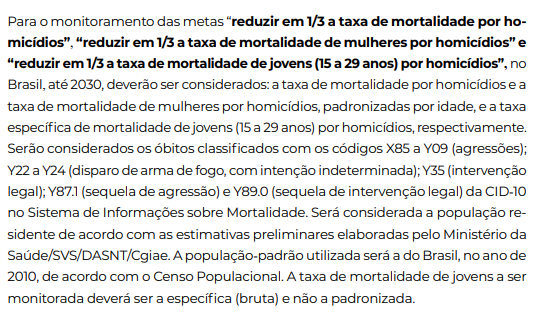 Para o monitoramento das metas “reduzir em 1/3 a taxa de mortalidade por ho-
micídios”, “reduzir em 1/3 a taxa de mortalidade de mulheres por homicídios” e
“reduzir em 1/3 a taxa de mortalidade de jovens (15 a 29 anos) por homicídios”, no
Brasil, até 2030, deverão ser considerados: a taxa de mortalidade por homicídios e a
taxa de mortalidade de mulheres por homicídios, padronizadas por idade, e a taxa
específica de mortalidade de jovens (15 a 29 anos) por homicídios, respectivamente.
Serão considerados os óbitos classificados com os códigos X85 a Y09 (agressões);
Y22 a Y24 (disparo de arma de fogo, com intenção indeterminada); Y35 (intervenção
legal); Y87.1 (sequela de agressão) e Y89.0 (sequela de intervenção legal) da CID-10
no Sistema de Informações sobre Mortalidade. Será considerada a população re-
sidente de acordo com as estimativas preliminares elaboradas pelo Ministério da
Saúde/SVS/DASNT/Cgiae. A população-padrão utilizada será a do Brasil, no ano de
2010, de acordo com o Censo Populacional. A taxa de mortalidade de jovens a ser
monitorada deverá ser a específica (bruta) e não a padronizada.